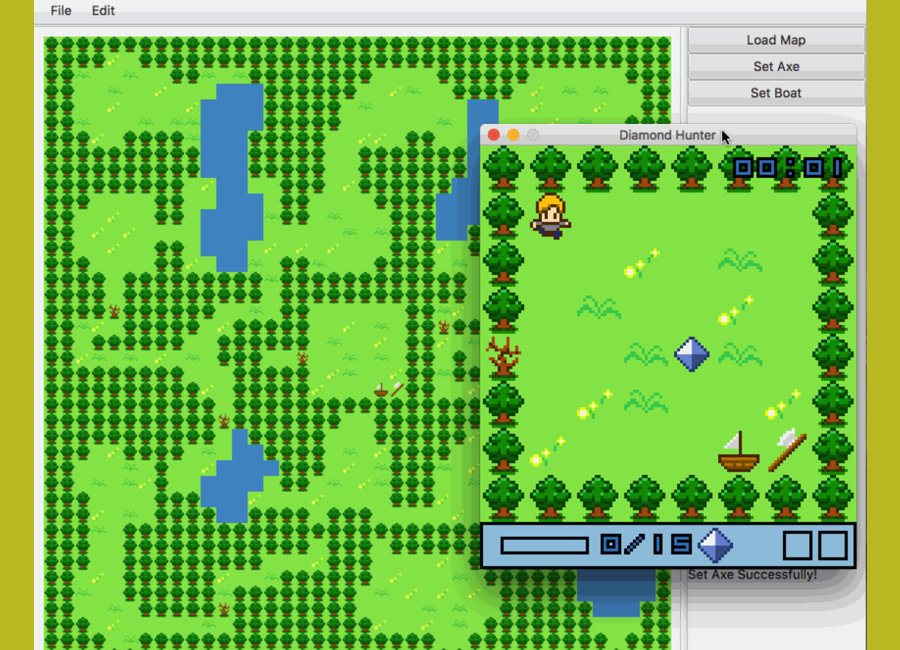 File Edit
Load Map
Set Axe
Set Boat
Diamond Hunter
00:01
0/15
Set Axe Successfully!